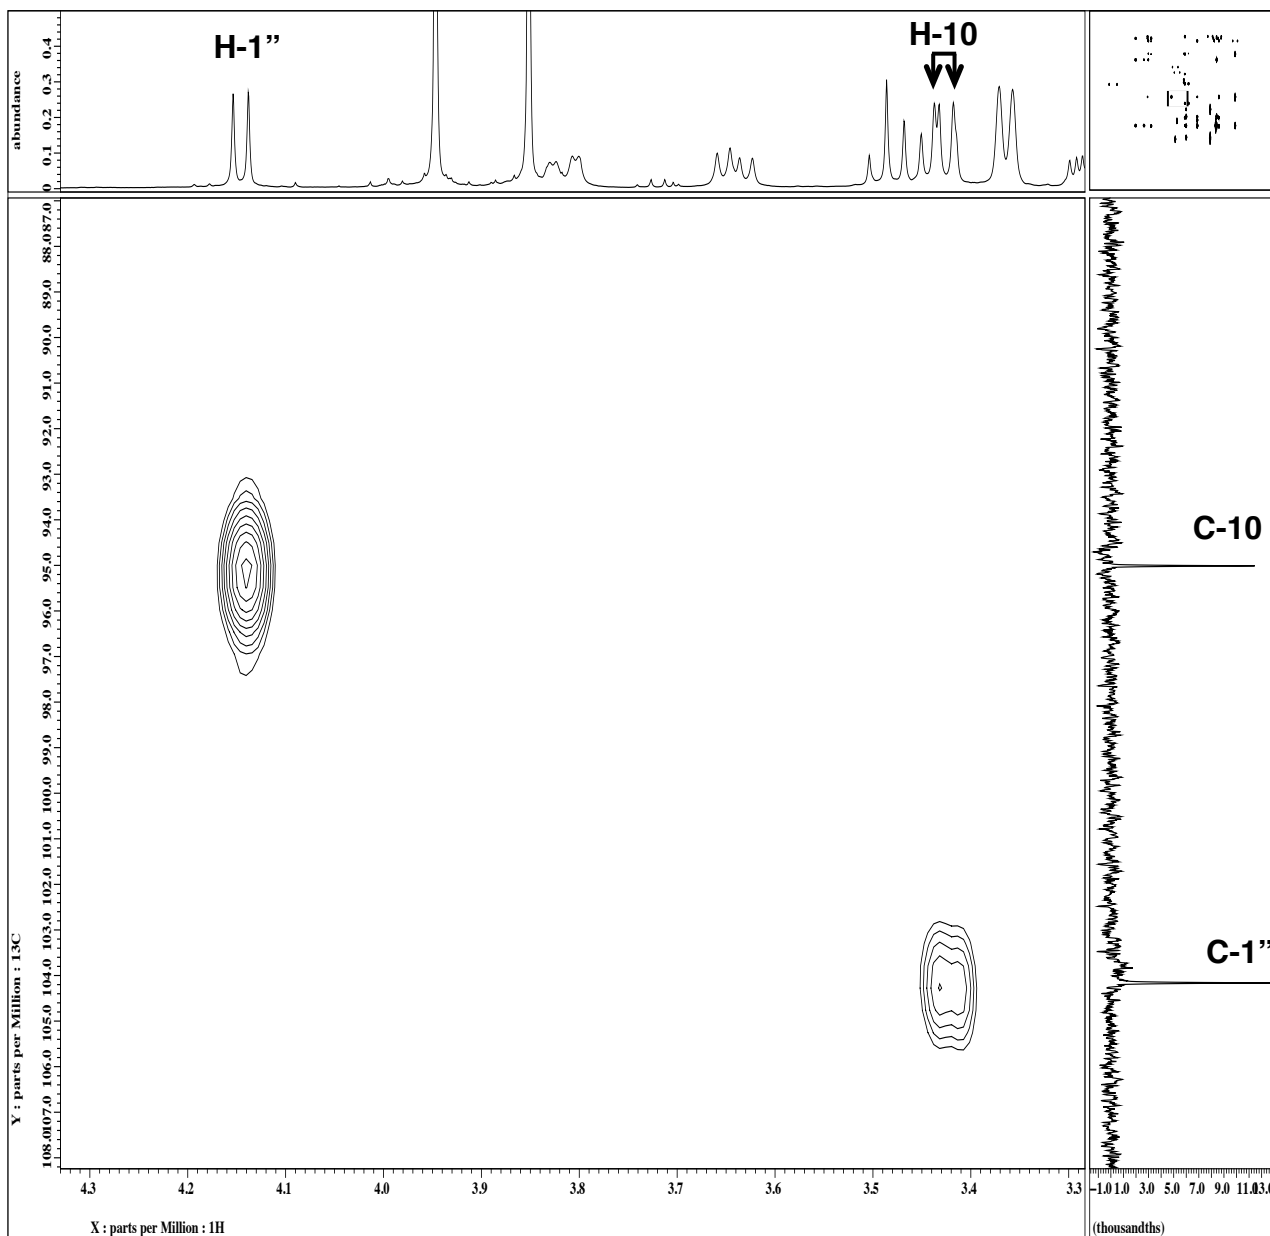 H-1”
H-10
abundance
0 0.1 0.2 0.3 0.4
C-10
C-1”
87.0
88.0
89.0
90.0
91.0
92.0
93.0
94.0
95.0
96.0
97.0
98.0
99.0
100.0
101.0
102.0
103.0
104.0
105.0
106.0
107.0
108.0
Y : parts per Million : 13C
4.3 4.2 4.1 4.0 3.9 3.8 3.7 3.6 3.5 3.4 3.3
-1.0 1.0 3.0 5.0 7.0 9.0 11.0 13.0
X : parts per Million : 1H
(thousandths)